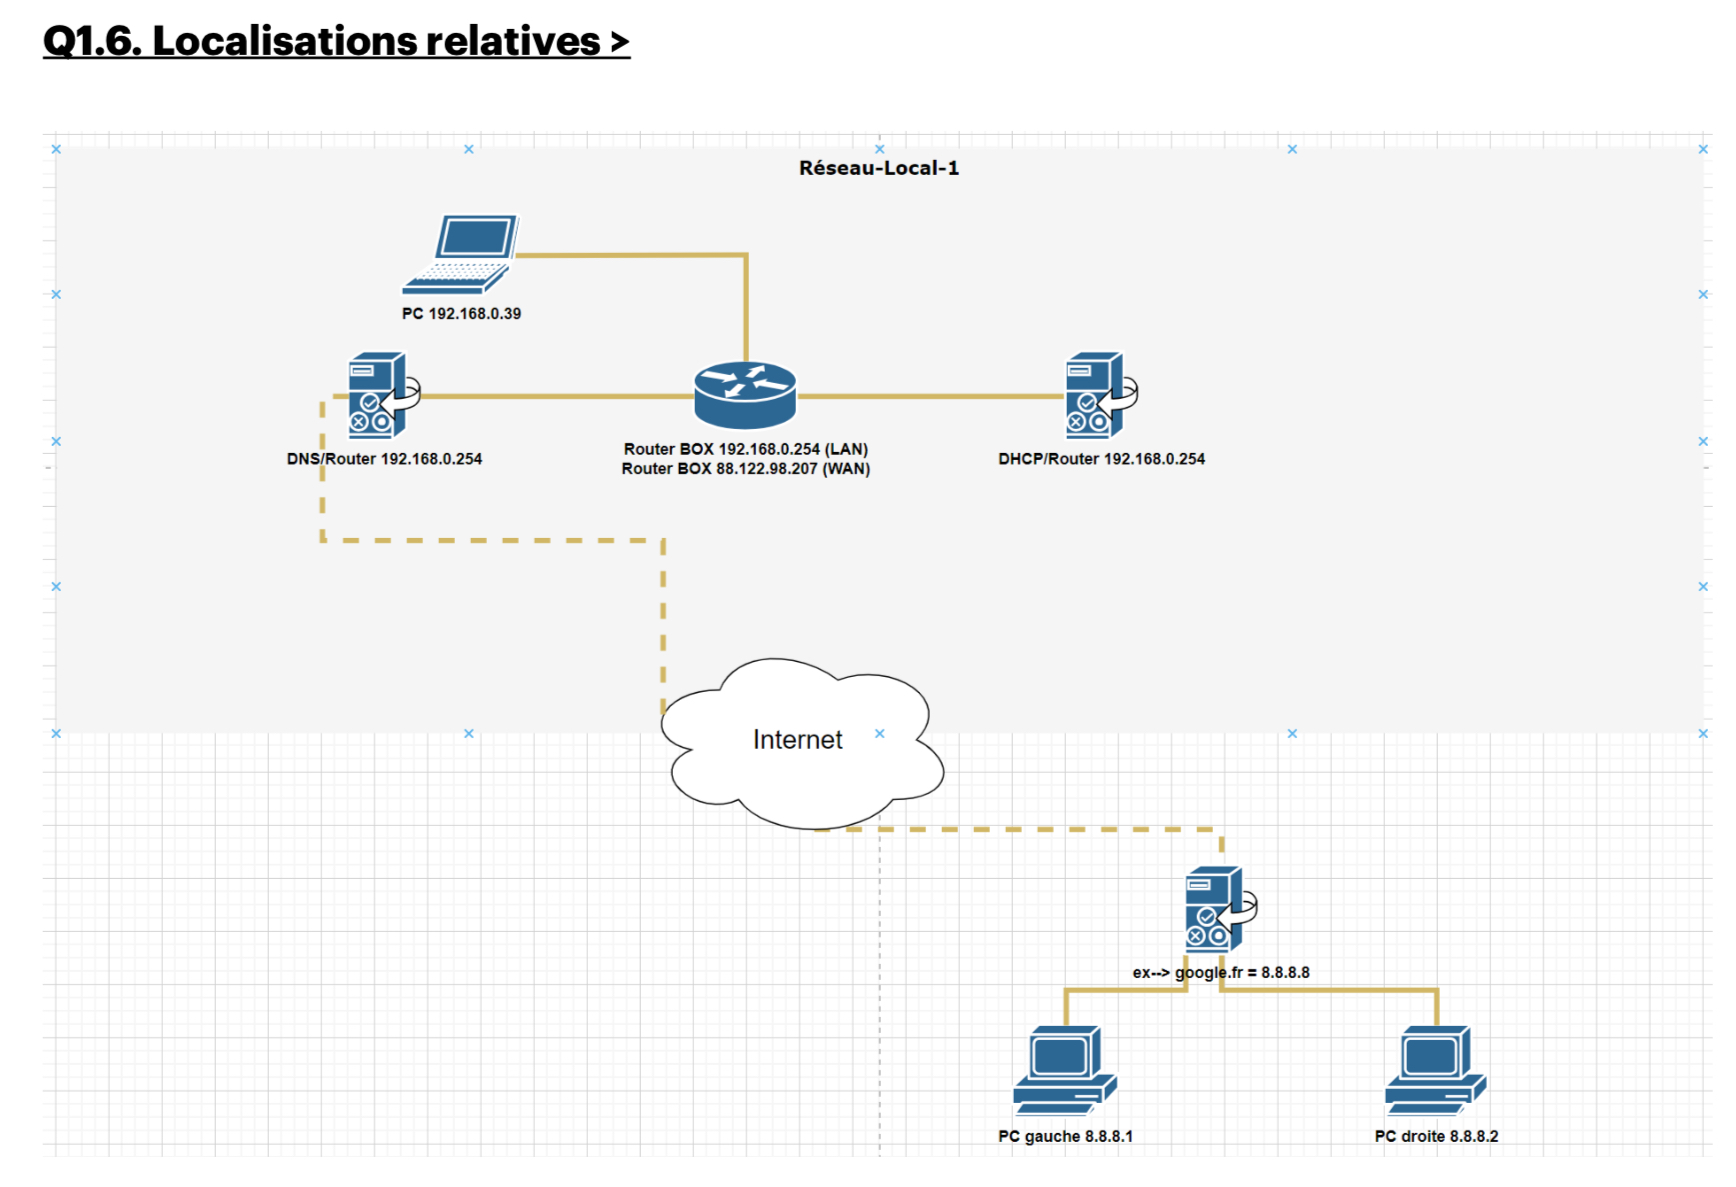 Q1.6. Localisations relatives >
Réseau-Local-1
PC 192.168.0.39
DNS/Router 192.168.0.254
Router BOX 192.168.0.254 (LAN)
Router BOX 88.122.98.207 (WAN)
DHCP/Router 192.168.0.254
Internet
ex--> google.fr = 8.8.8.8
PC gauche 8.8.8.1
PC droite 8.8.8.2